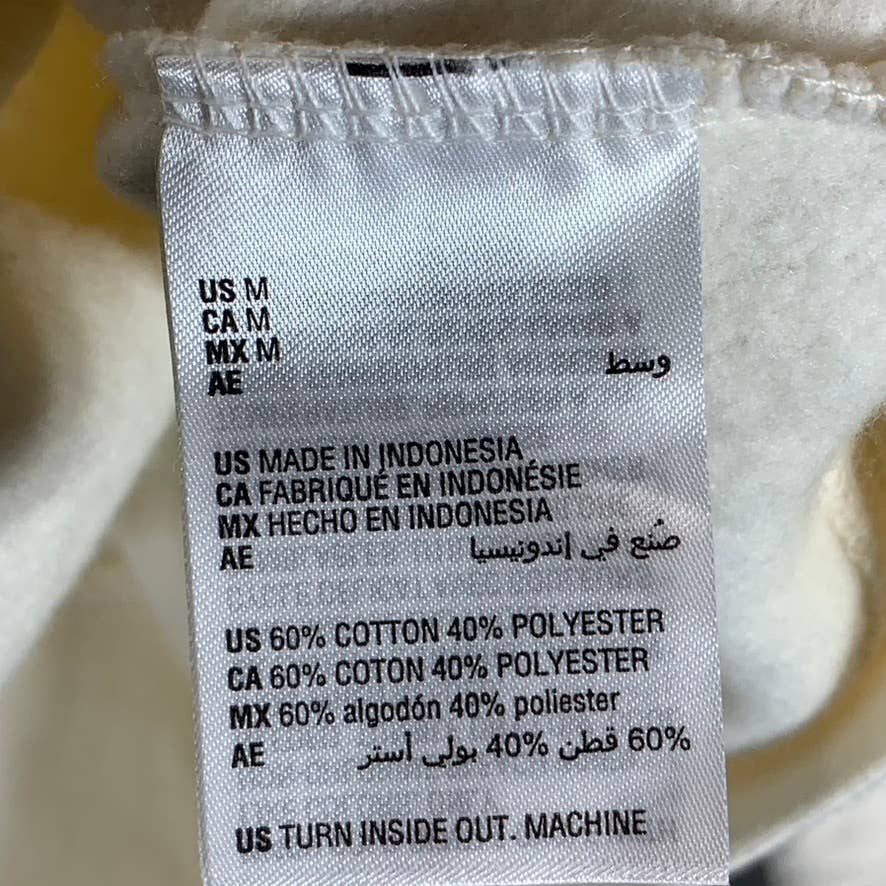 US M
CA M
MX M
AE وسط
US MADE IN INDONESIA
CA FABRIQUÉ EN INDONÉSIE
MX HECHO EN INDONESIA
AE صُنع في إندونيسيا
US 60% COTTON 40% POLYESTER
CA 60% COTON 40% POLYESTER
MX 60% algodón 40% poliester
AE 60% قطن 40% بولي أستر
US TURN INSIDE OUT. MACHINE